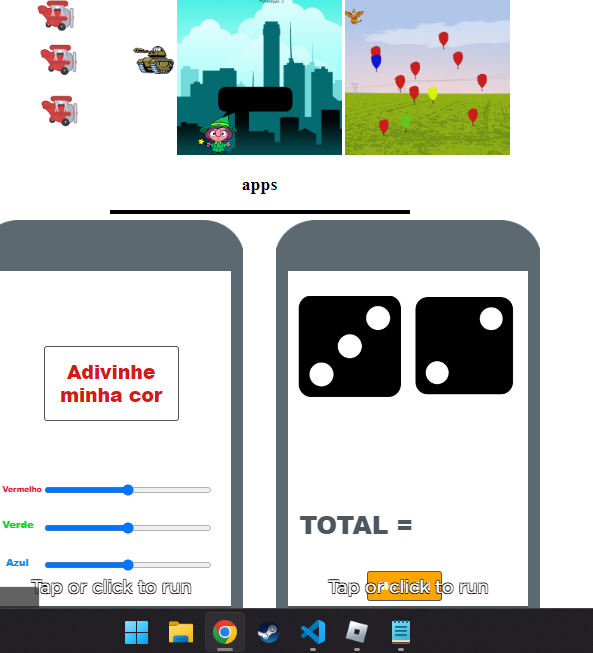 apps
Adivinhe
minha cor
Vermelho
Verde
Azul
Tap or click to run
TOTAL =
Tap or click to run